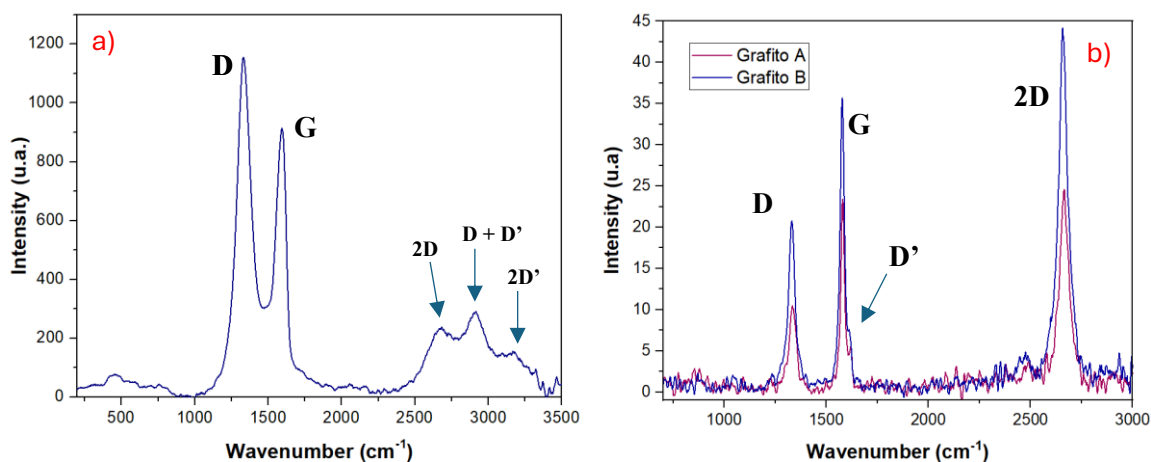 a)
1200
1000
800
600
400
200
0
500 1000 1500 2000 2500 3000 3500
Intensity (u.a.)
Wavenumber (cm-1)
D
G
2D
D + D’
2D’
b)
Grafito A
Grafito B
45
40
35
30
25
20
15
10
5
0
1000 1500 2000 2500 3000
Intensity (u.a)
Wavenumber (cm-1)
D
G
D’
2D